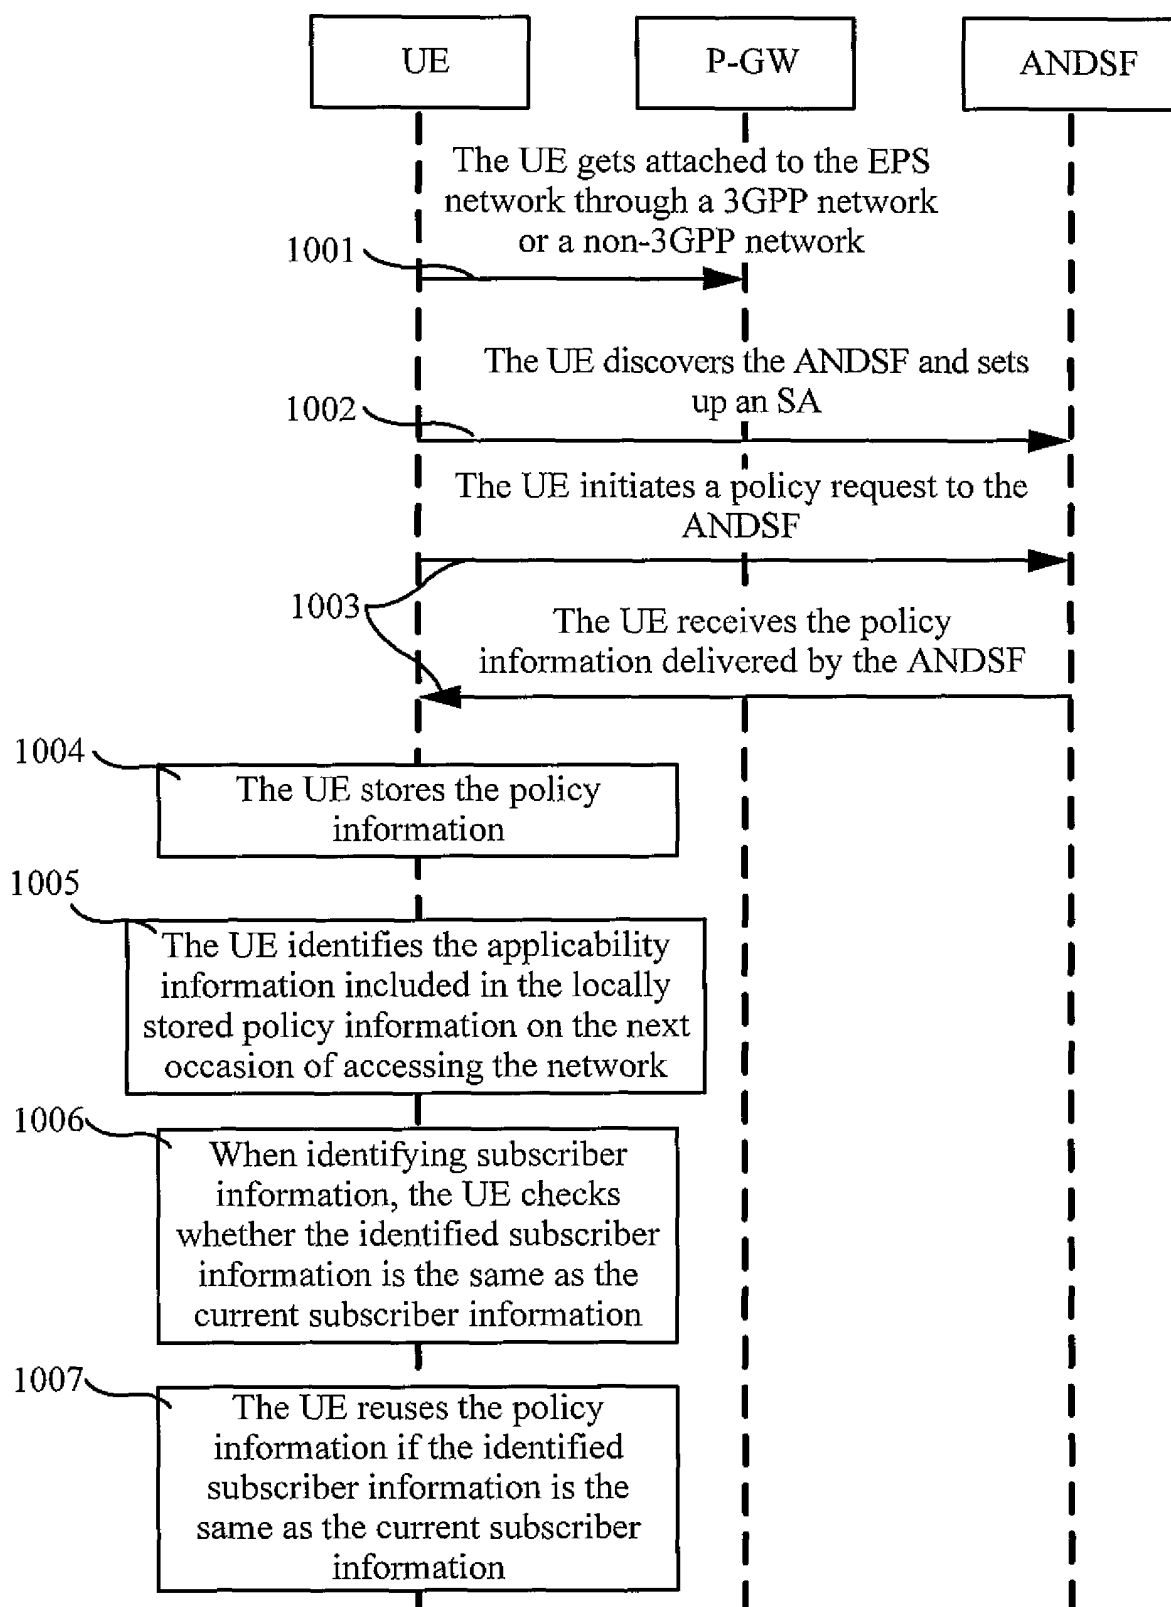 UE
P-GW
ANDSF
The UE gets attached to the EPS
network through a 3GPP network
or a non-3GPP network
1001
The UE discovers the ANDSF and sets
up an SA
1002
The UE initiates a policy request to the
ANDSF
1003
The UE receives the policy
information delivered by the ANDSF
1004
The UE stores the policy
information
1005
The UE identifies the applicability
information included in the locally
stored policy information on the next
occasion of accessing the network
1006
When identifying subscriber
information, the UE checks
whether the identified subscriber
information is the same as the
current subscriber information
1007
The UE reuses the policy
information if the identified
subscriber information is the
same as the current subscriber
information